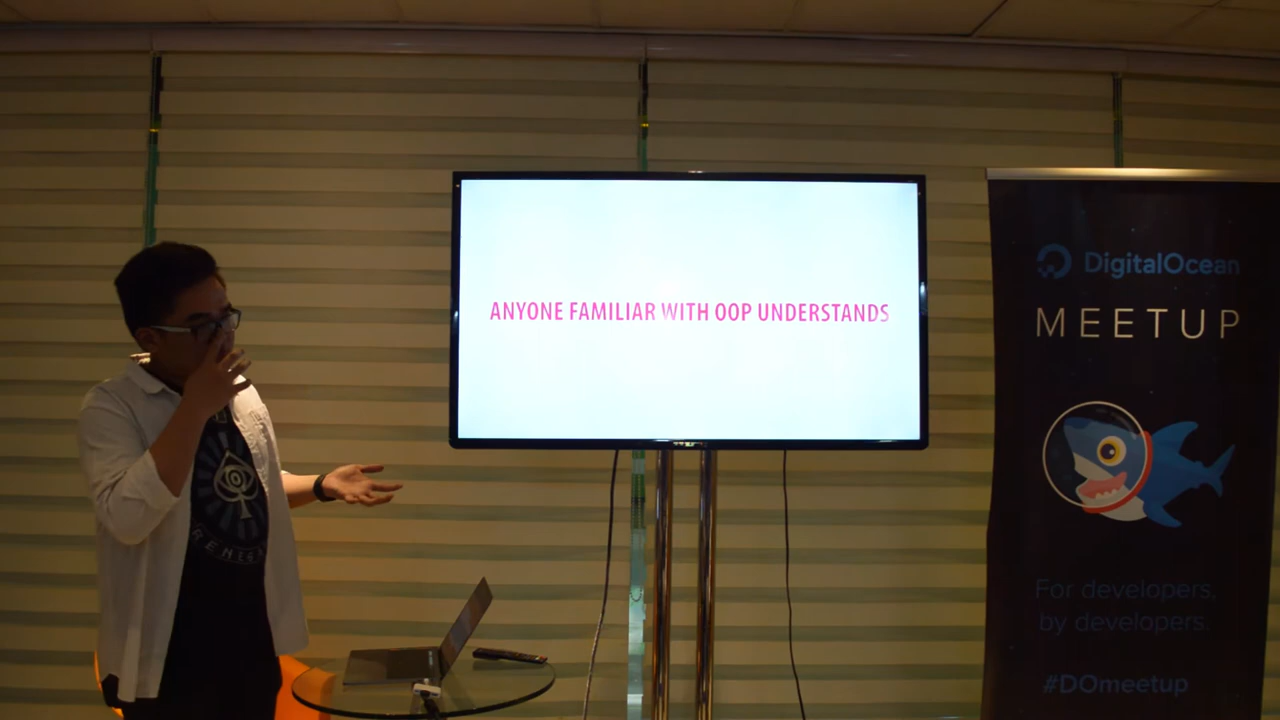 ANYONE FAMILIAR WITH OOP UNDERSTANDS
DigitalOcean
MEETUP
For developers,
by developers.
#DOmeetup